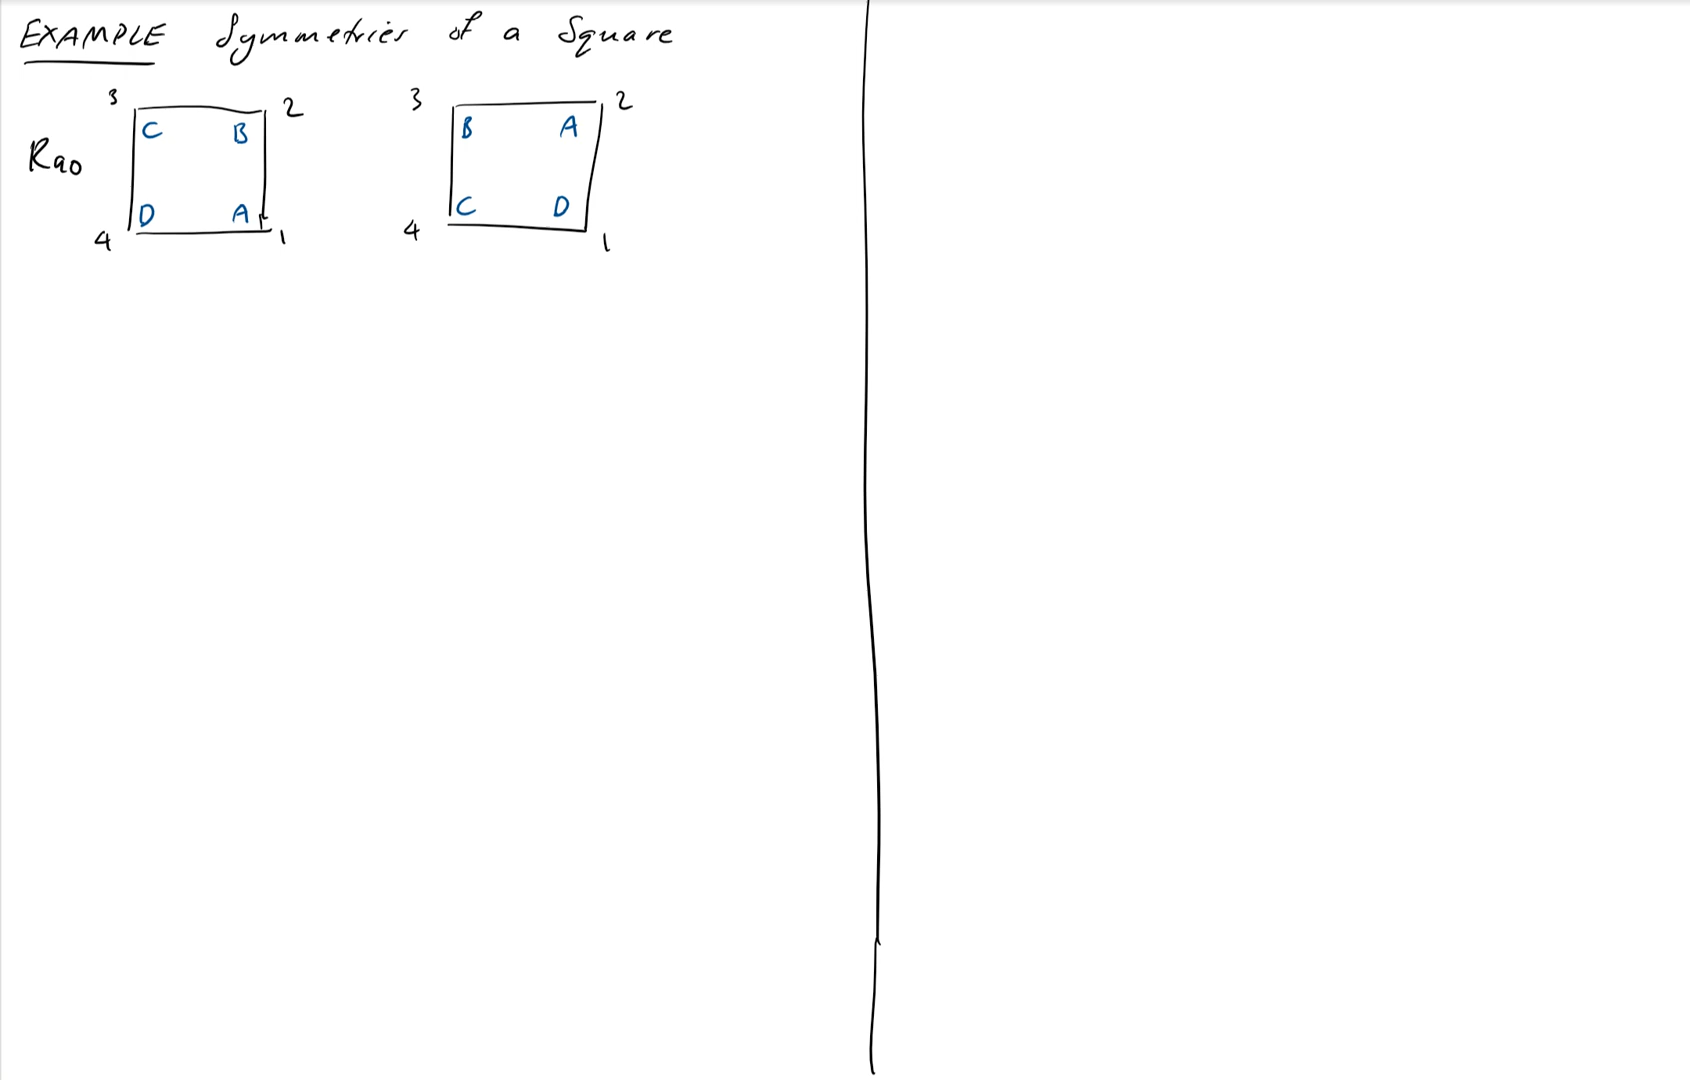 EXAMPLE Symmetries of a Square
3 2 3 2
C B B A
R90
D A C D
4 1 4 1